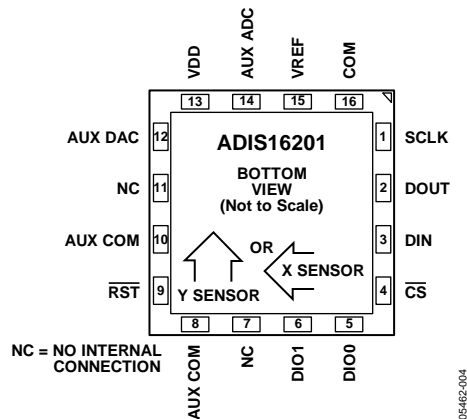 VDD
AUX ADC
VREF
COM
13
14
15
16
AUX DAC
12
ADIS16201
1
SCLK
NC
11
BOTTOM
VIEW
(Not to Scale)
2
DOUT
AUX COM
10
OR
X SENSOR
3
DIN
RST
9
Y SENSOR
4
CS
8
7
6
5
NC = NO INTERNAL
CONNECTION
AUX COM
NC
DIO1
DIO0
05462-004